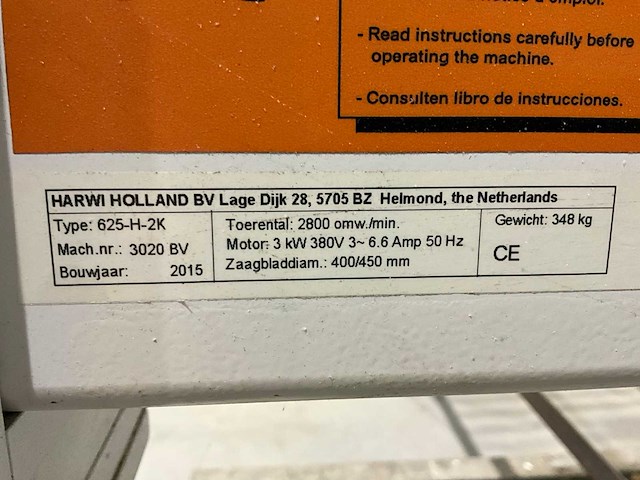 d'emploi.
- Read instructions carefully before
operating the machine.
- Consulten libro de instrucciones.
HARWI HOLLAND BV Lage Dijk 28, 5705 BZ Helmond, the Netherlands
Type: 625-H-2K
Mach.nr.: 3020 BV
Bouwjaar: 2015
Toerental: 2800 omw./min.
Motor: 3 kW 380V 3~ 6.6 Amp 50 Hz
Zaagbladdiam.: 400/450 mm
Gewicht: 348 kg
CE